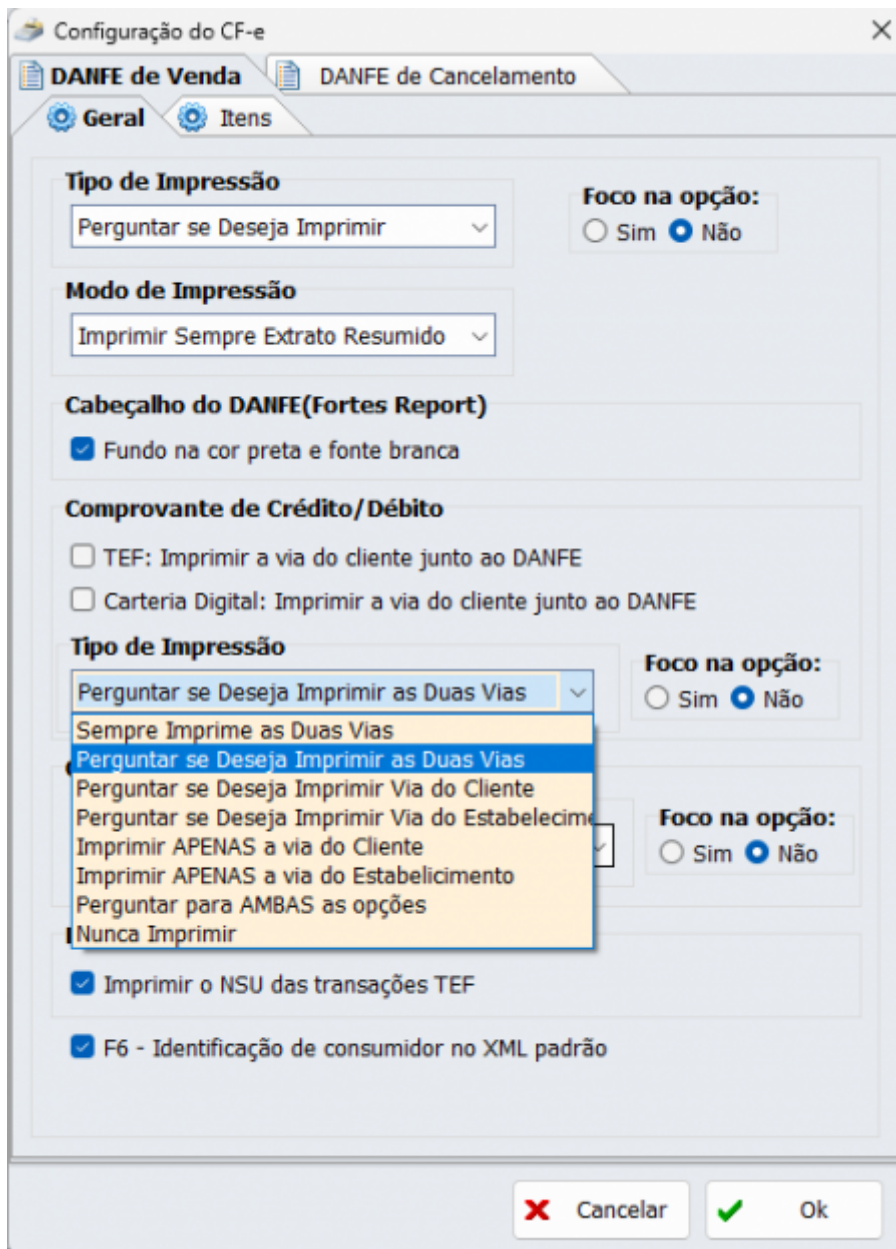 Configuração do CF-e
DANFE de Venda
DANFE de Cancelamento
Geral
Itens
Tipo de Impressão
Perguntar se Deseja Imprimir
Foco na opção:
Sim Não
Modo de Impressão
Imprimir Sempre Extrato Resumido
Cabeçalho do DANFE(Fortes Report)
Fundo na cor preta e fonte branca
Comprovante de Crédito/Débito
TEF: Imprimir a via do cliente junto ao DANFE
Carteria Digital: Imprimir a via do cliente junto ao DANFE
Tipo de Impressão
Perguntar se Deseja Imprimir as Duas Vias
Foco na opção:
Sim Não
Sempre Imprime as Duas Vias
Perguntar se Deseja Imprimir as Duas Vias
Perguntar se Deseja Imprimir Via do Cliente
Perguntar se Deseja Imprimir Via do Estabelecime
Imprimir APENAS a via do Cliente
Imprimir APENAS a via do Estabelicimento
Perguntar para AMBAS as opções
Nunca Imprimir
Foco na opção:
Sim Não
Imprimir o NSU das transações TEF
F6 - Identificação de consumidor no XML padrão
Cancelar
Ok